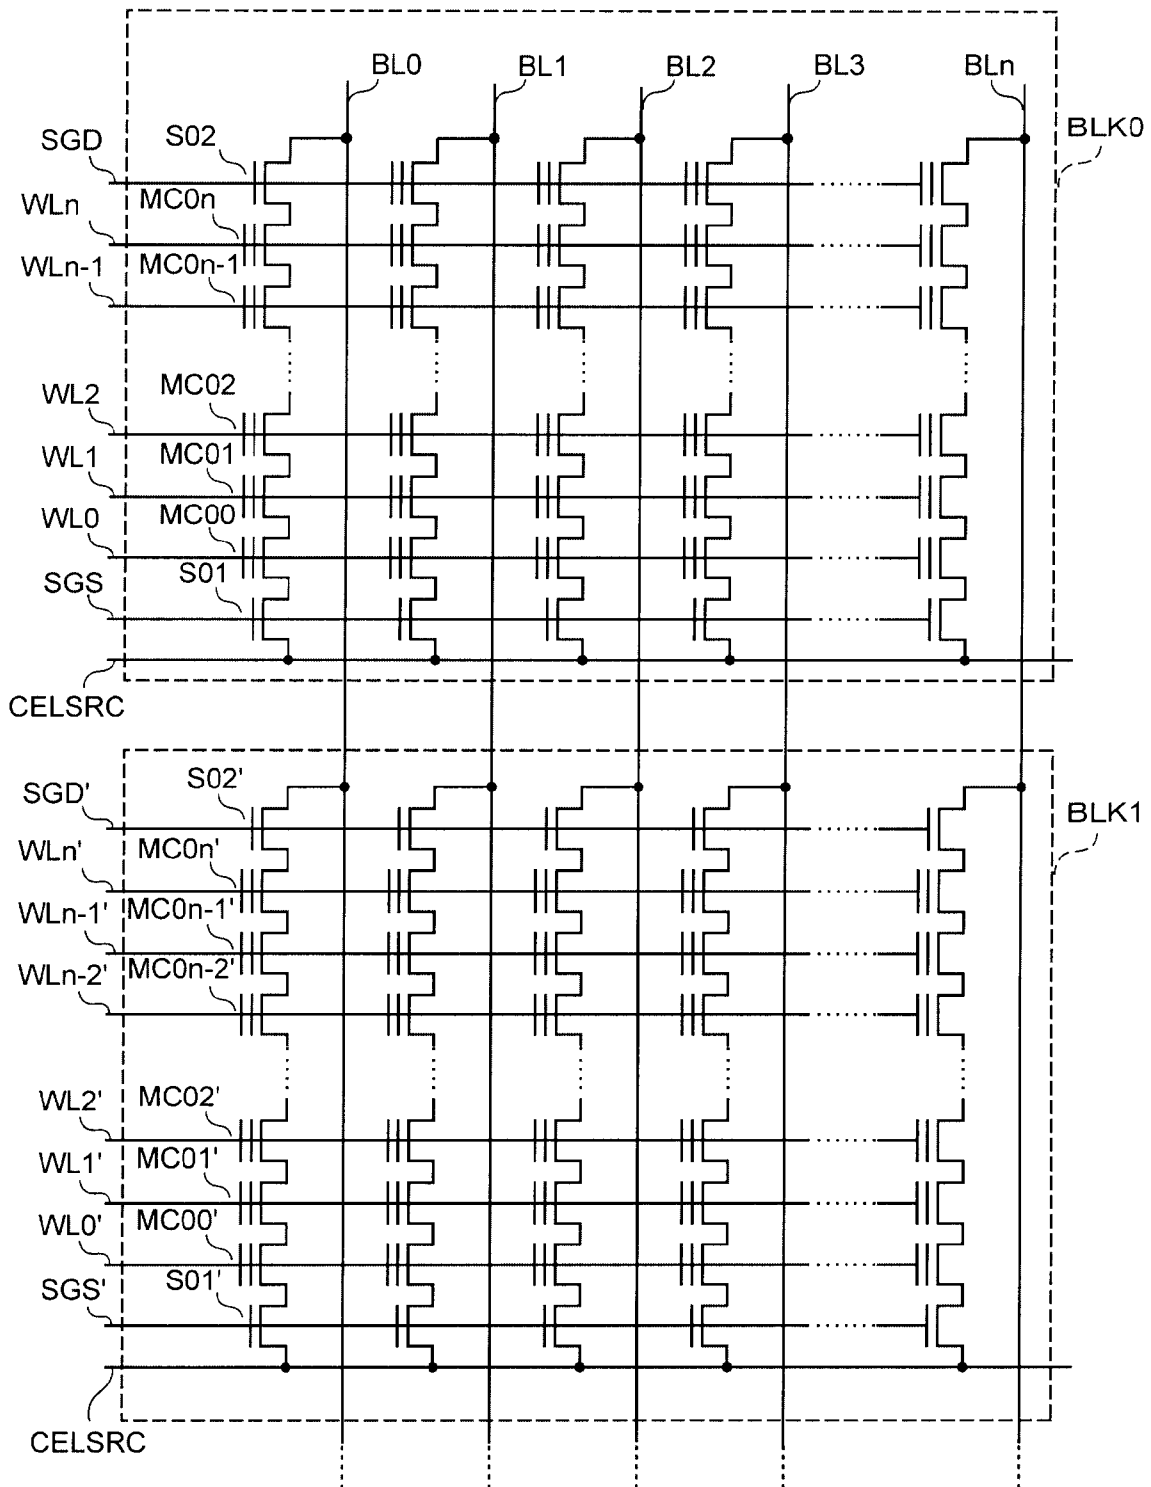 BL0 BL1 BL2 BL3 BLn
BLK0
SGD S02
WLn MC0n
WLn-1 MC0n-1
WL2 MC02
WL1 MC01
WL0 MC00
SGS S01
CELSRC
SGD' S02'
BLK1
WLn' MC0n'
WLn-1' MC0n-1'
WLn-2' MC0n-2'
WL2' MC02'
WL1' MC01'
WL0' MC00'
SGS' S01'
CELSRC